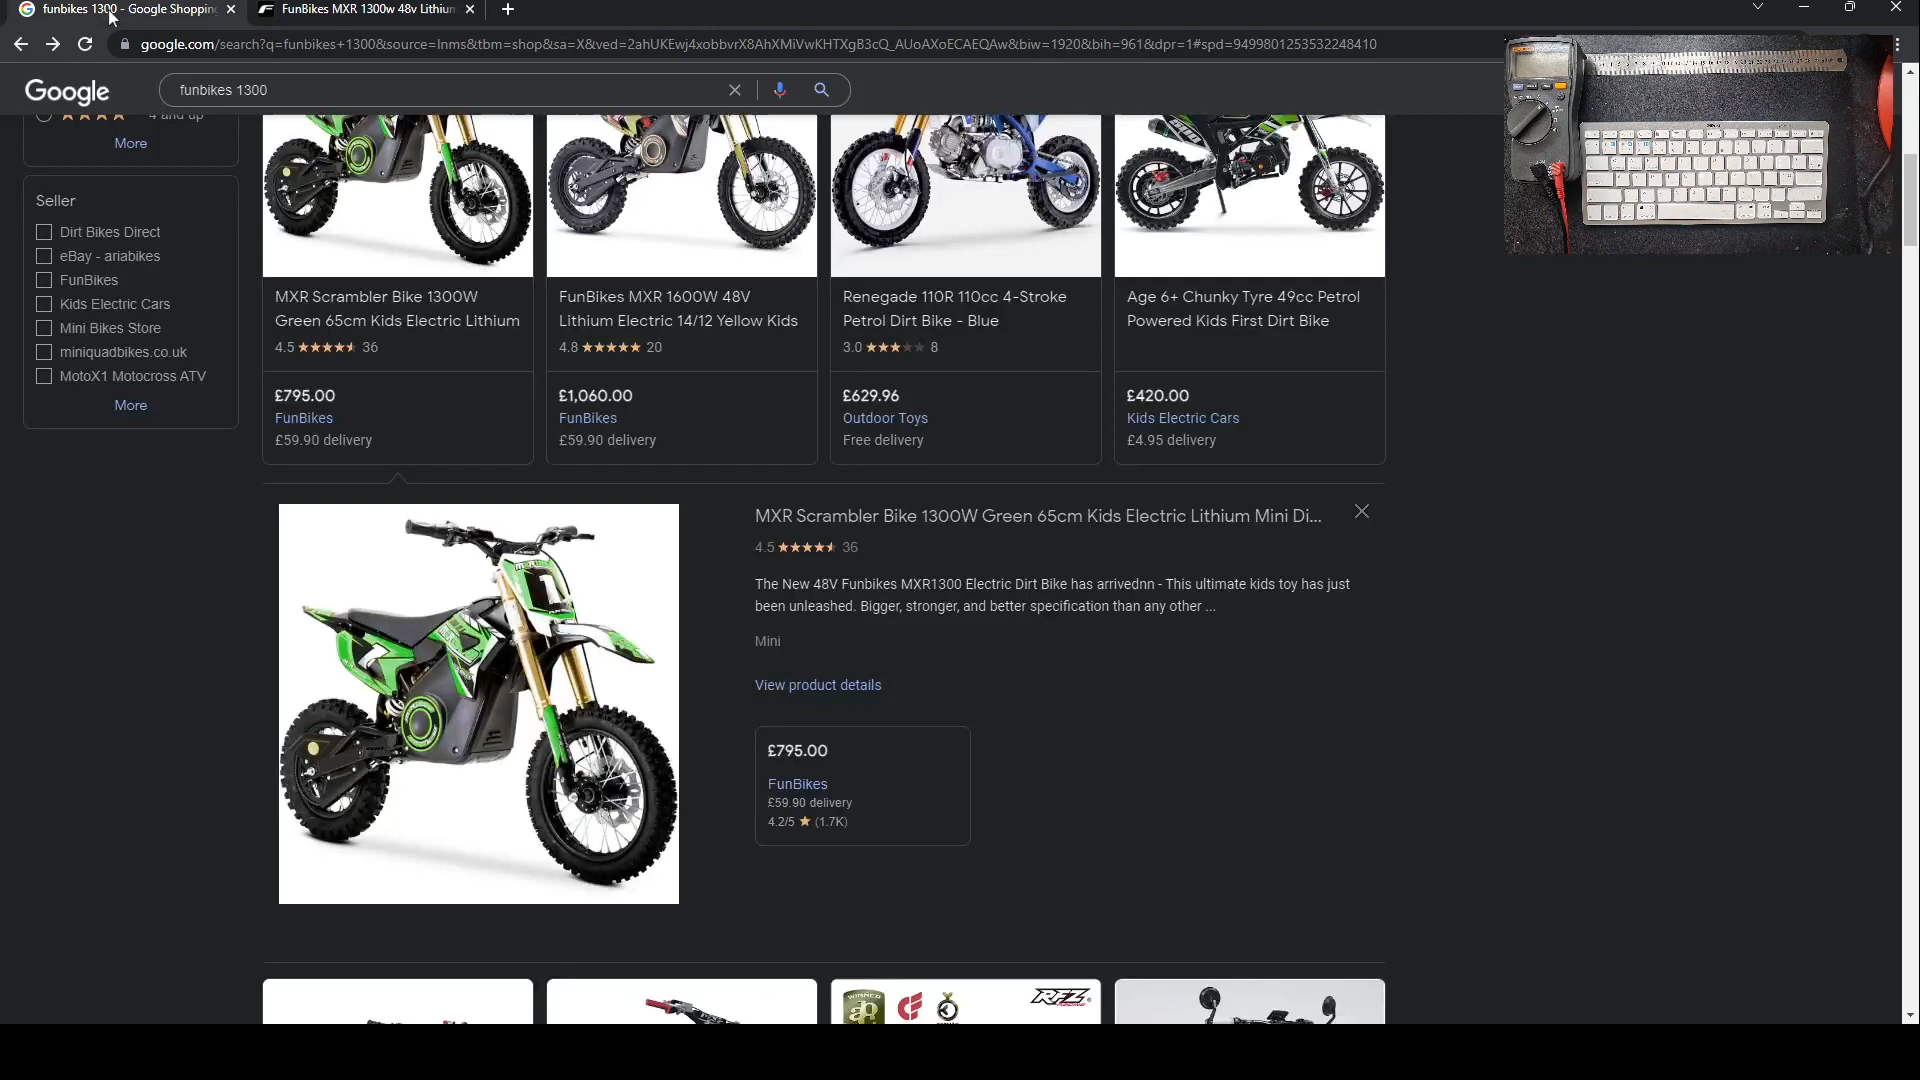 funbikes 1300 - Google Shopping
FunBikes MXR 1300w 48v Lithium
google.com/search?q=funbikes+1300&source=lnms&tbm=shop&sa=X&ved=2ahUKEwj4xobbvrX8AhXMiVwKHTXgB3cQ_AUoAXoECAEQAw&biw=1920&bih=961&dpr=1#spd=9499801253532248410
Google
funbikes 1300
4 and up
More
Seller
Dirt Bikes Direct
eBay - ariabikes
FunBikes
Kids Electric Cars
Mini Bikes Store
miniquadbikes.co.uk
MotoX1 Motocross ATV
More
MXR Scrambler Bike 1300W
Green 65cm Kids Electric Lithium
4.5 36
£795.00
FunBikes
£59.90 delivery
FunBikes MXR 1600W 48V
Lithium Electric 14/12 Yellow Kids
4.8 20
£1,060.00
FunBikes
£59.90 delivery
Renegade 110R 110cc 4-Stroke
Petrol Dirt Bike - Blue
3.0 8
£629.96
Outdoor Toys
Free delivery
Age 6+ Chunky Tyre 49cc Petrol
Powered Kids First Dirt Bike
£420.00
Kids Electric Cars
£4.95 delivery
MXR Scrambler Bike 1300W Green 65cm Kids Electric Lithium Mini Di...
4.5 36
The New 48V Funbikes MXR1300 Electric Dirt Bike has arrivednn - This ultimate kids toy has just
been unleashed. Bigger, stronger, and better specification than any other ...
Mini
View product details
£795.00
FunBikes
£59.90 delivery
4.2/5 ★ (1.7K)
WINNER
RFZ